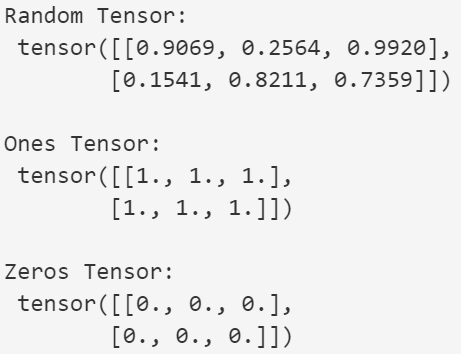 Random Tensor:
 tensor([[0.9069, 0.2564, 0.9920],
        [0.1541, 0.8211, 0.7359]])

Ones Tensor:
 tensor([[1., 1., 1.],
        [1., 1., 1.]])

Zeros Tensor:
 tensor([[0., 0., 0.],
        [0., 0., 0.]])